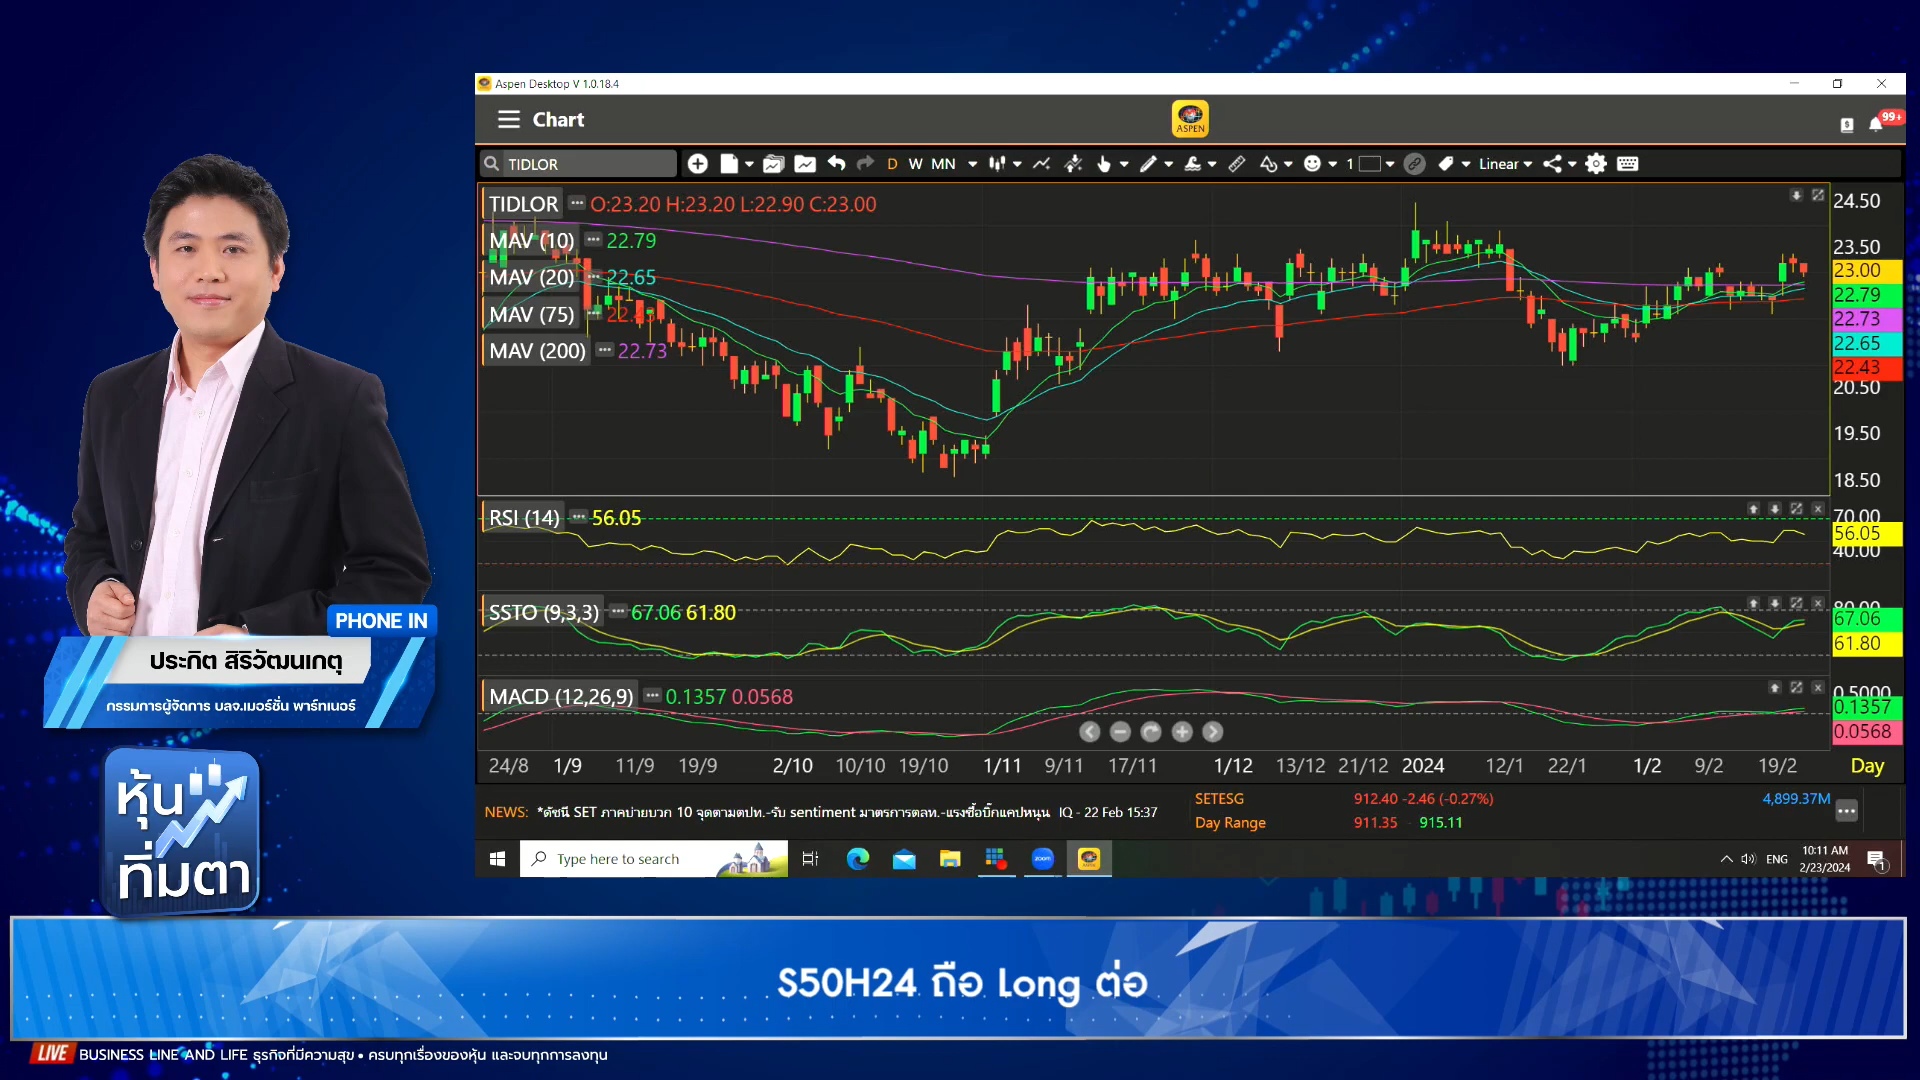 Aspen Desktop V 1.0.18.4
Chart
ASPEN
99+
TIDLOR
D W MN
1
Linear
TIDLOR O:23.20 H:23.20 L:22.90 C:23.00
MAV (10) 22.79
MAV (20) 22.65
MAV (75) 22.43
MAV (200) 22.73
24.50
23.50
23.00
22.79
22.73
22.65
22.43
20.50
19.50
18.50
RSI (14) 56.05
70.00
56.05
40.00
SSTO (9,3,3) 67.06 61.80
80.00
67.06
61.80
MACD (12,26,9) 0.1357 0.0568
0.5000
0.1357
0.0568
24/8 1/9 11/9 19/9 2/10 10/10 19/10 1/11 9/11 17/11 1/12 13/12 21/12 2024 12/1 22/1 1/2 9/2 19/2 Day
NEWS: *ดัชนี SET ภาคบ่ายบวก 10 จุดตามตปท.-รับ sentiment มาตรการตลท.-แรงซื้อบิ๊กแคปหนุน IQ - 22 Feb 15:37
SETESG 912.40 -2.46 (-0.27%) 4,899.37M
Day Range 911.35 - 915.11
Type here to search
zoom
ENG
10:11 AM
2/23/2024
1
PHONE IN
ประกิต สิริวัฒนเกตุ
กรรมการผู้จัดการ บลจ.เมอร์ชั่น พาร์ทเนอร์
หุ้น
ทิ่มตา
S50H24 ถือ Long ต่อ
LIVE BUSINESS LINE AND LIFE ธุรกิจที่มีความสุข • ครบทุกเรื่องของหุ้น และจบทุกการลงทุน